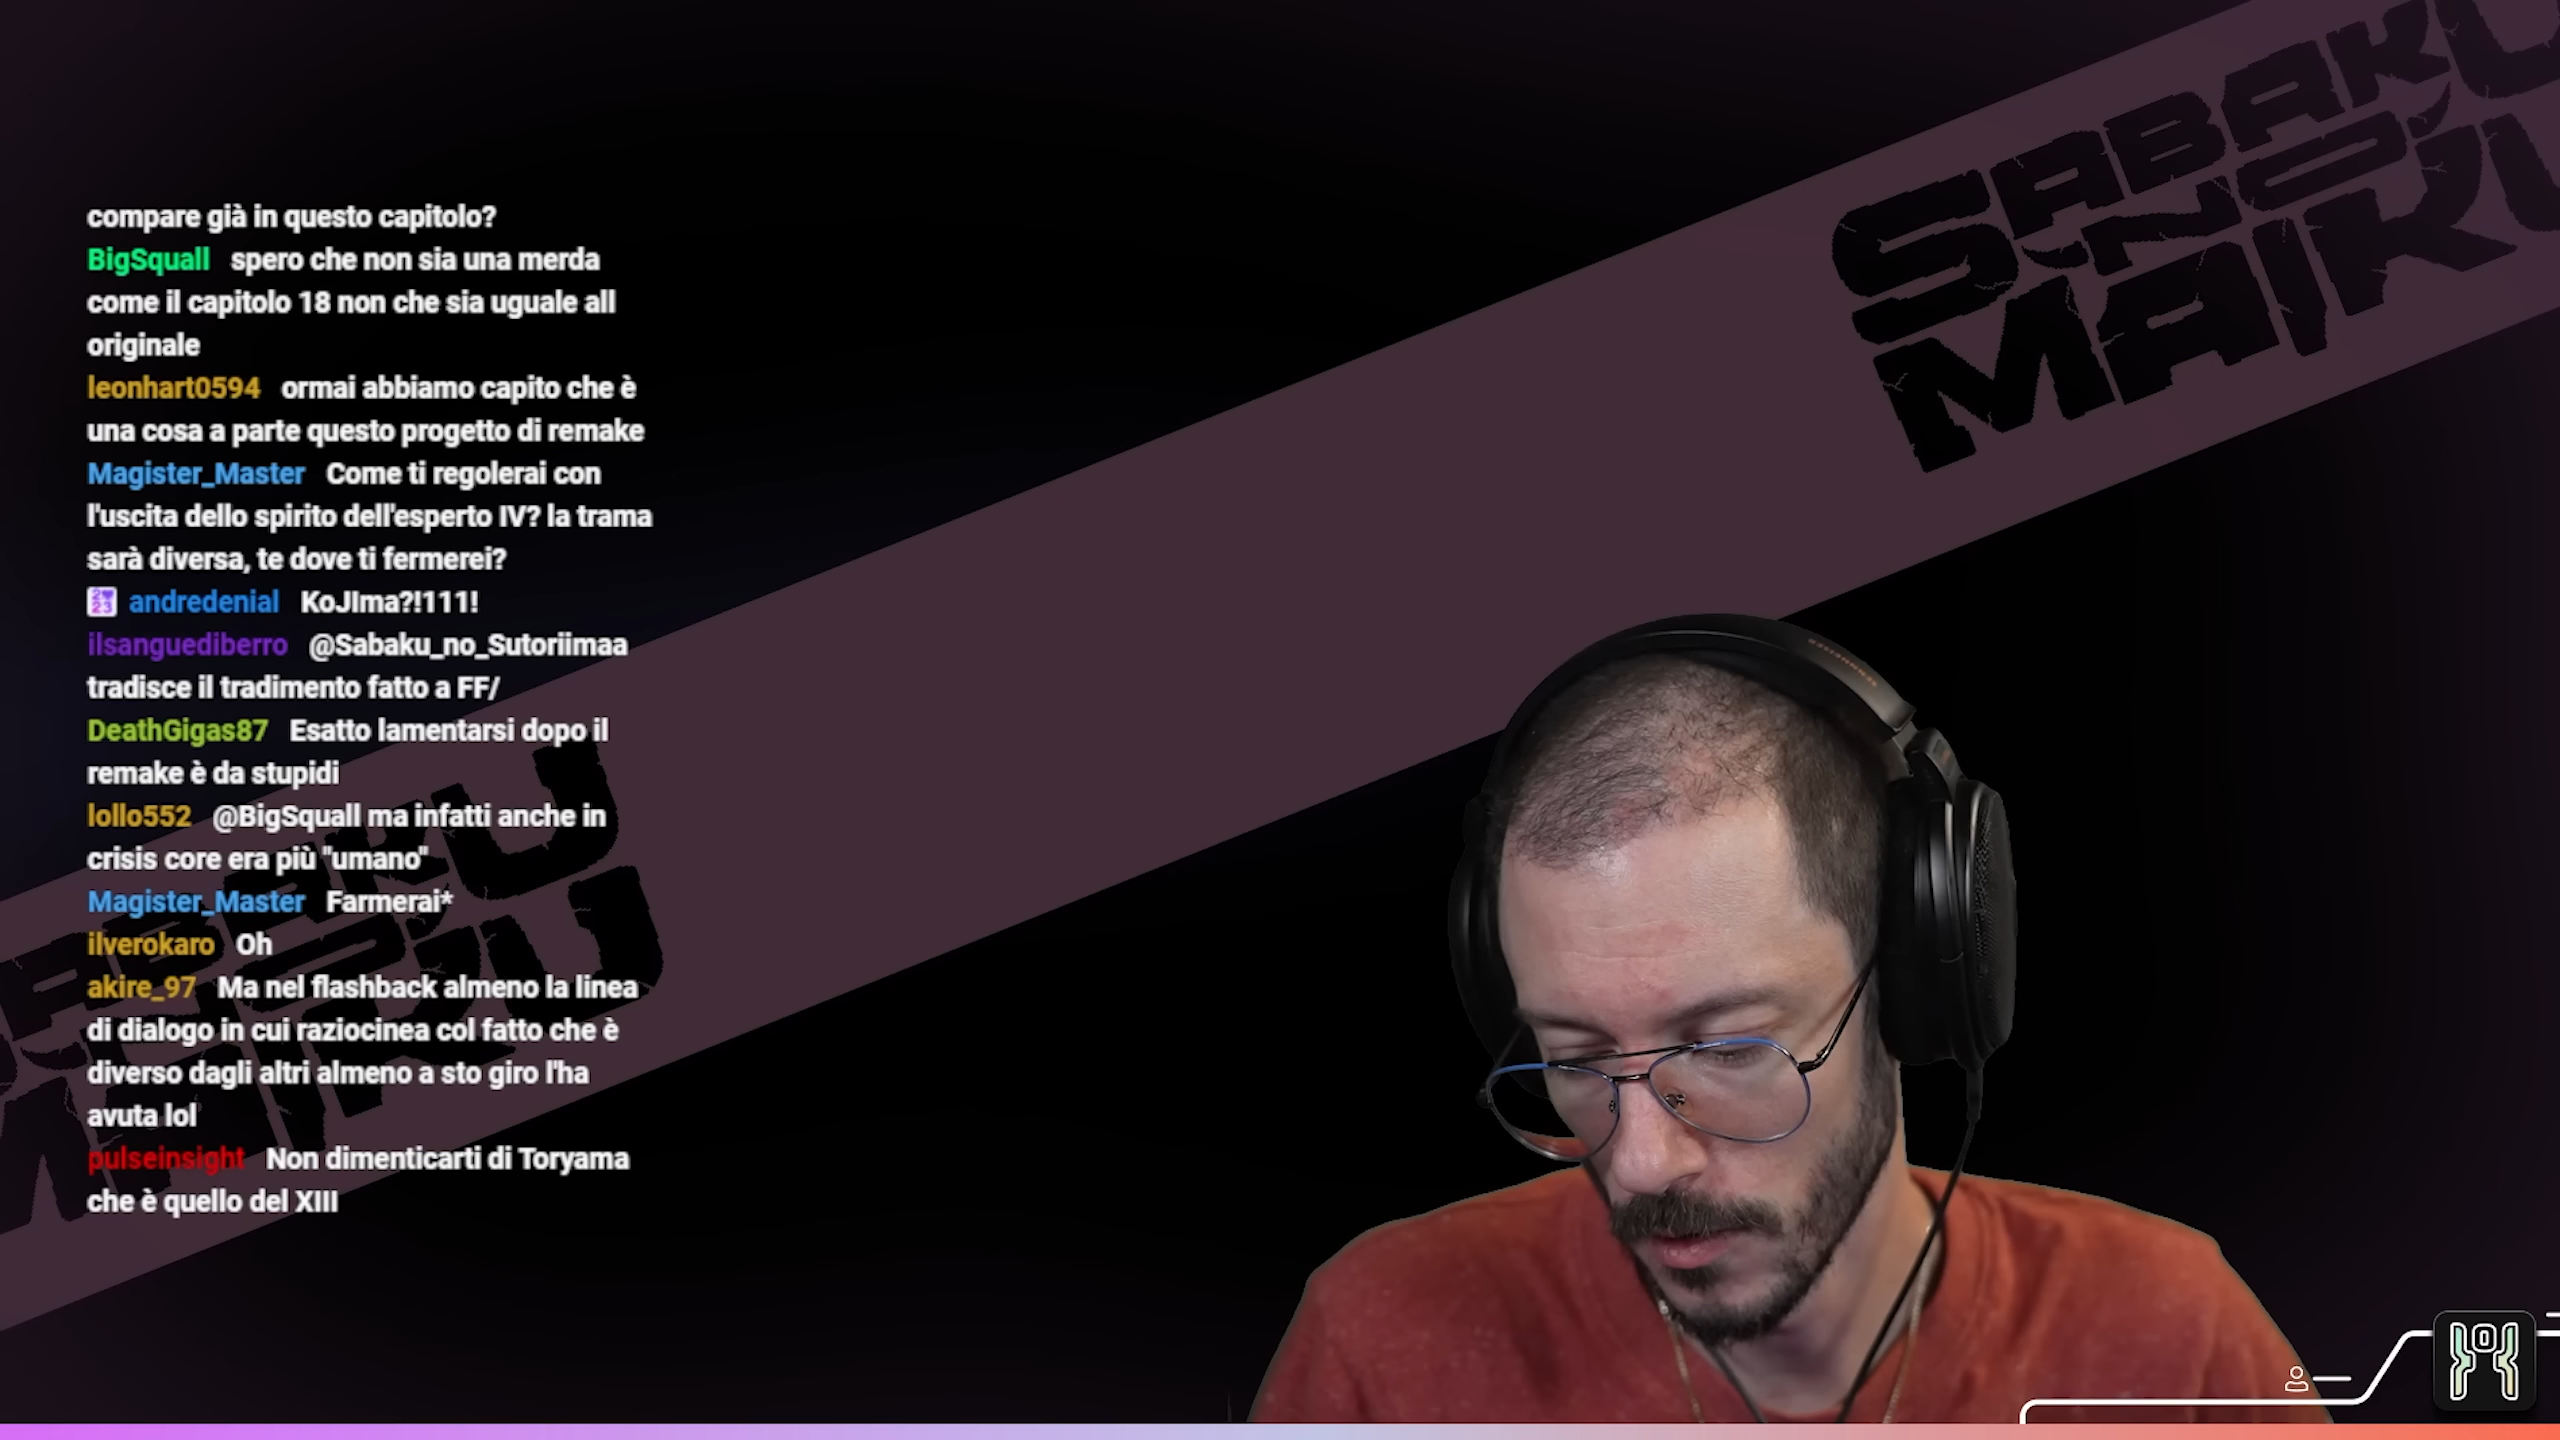 compare già in questo capitolo?
BigSquall spero che non sia una merda
come il capitolo 18 non che sia uguale all
originale
leonhart0594 ormai abbiamo capito che è
una cosa a parte questo progetto di remake
Magister_Master Come ti regolerai con
l'uscita dello spirito dell'esperto IV? la trama
sarà diversa, te dove ti fermerei?
andredenial KoJIma?!111!
ilsanguediberro @Sabaku_no_Sutoriimaa
tradisce il tradimento fatto a FF/
DeathGigas87 Esatto lamentarsi dopo il
remake è da stupidi
lollo552 @BigSquall ma infatti anche in
crisis core era più "umano"
Magister_Master Farmerai*
ilverokaro Oh
akire_97 Ma nel flashback almeno la linea
di dialogo in cui raziocinea col fatto che è
diverso dagli altri almeno a sto giro l'ha
avuta lol
pulseinsight Non dimenticarti di Toryama
che è quello del XIII
SABAKU
NO
MAIKU